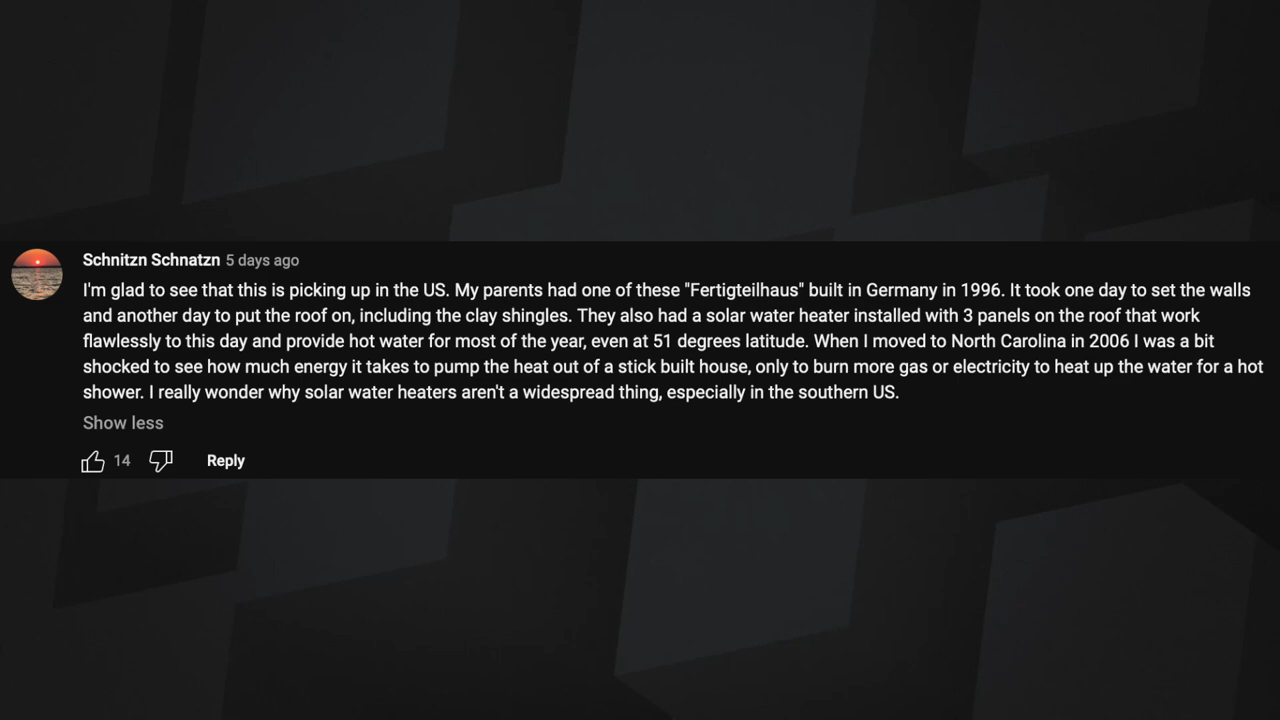 Schnitzn Schnatzn 5 days ago
I'm glad to see that this is picking up in the US. My parents had one of these "Fertigteilhaus" built in Germany in 1996. It took one day to set the walls
and another day to put the roof on, including the clay shingles. They also had a solar water heater installed with 3 panels on the roof that work
flawlessly to this day and provide hot water for most of the year, even at 51 degrees latitude. When I moved to North Carolina in 2006 I was a bit
shocked to see how much energy it takes to pump the heat out of a stick built house, only to burn more gas or electricity to heat up the water for a hot
shower. I really wonder why solar water heaters aren't a widespread thing, especially in the southern US.
Show less
14 Reply